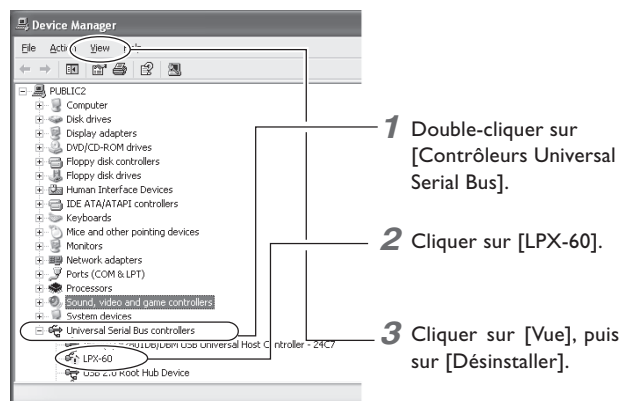 Device Manager
File Action View
PUBLIC2
Computer
Disk drives
Display adapters
DVD/CD-ROM drives
Floppy disk controllers
Floppy disk drives
Human Interface Devices
IDE ATA/ATAPI controllers
Keyboards
Mice and other pointing devices
Monitors
Network adapters
Ports (COM & LPT)
Processors
Sound, video and game controllers
System devices
Universal Serial Bus controllers
USB Universal Host Controller - 24C7
LPX-60
USB 2.0 Root Hub Device
1 Double-cliquer sur
[Contrôleurs Universal
Serial Bus].
2 Cliquer sur [LPX-60].
3 Cliquer sur [Vue], puis
sur [Désinstaller].